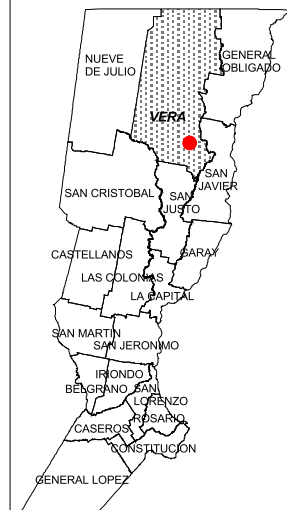 NUEVE
DE JULIO
GENERAL
OBLIGADO
VERA
SAN
JAVIER
SAN CRISTOBAL
SAN
JUSTO
CASTELLANOS
GARAY
LAS COLONIAS
LA CAPITAL
SAN MARTIN
SAN JERONIMO
IRIONDO
BELGRANO
SAN
LORENZO
ROSARIO
CASEROS
CONSTITUCION
GENERAL LOPEZ